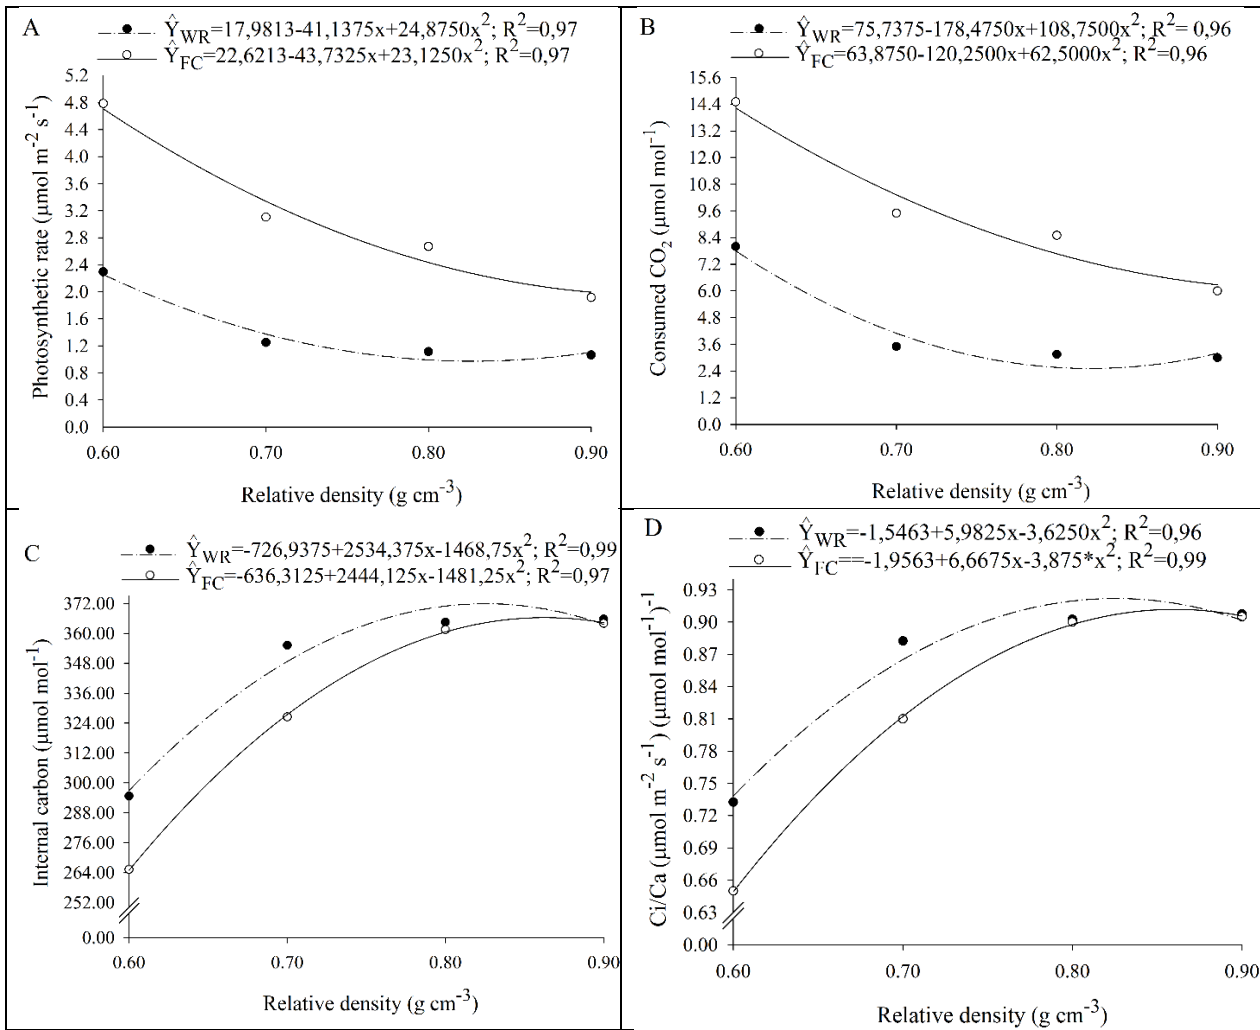 A
ŶWR=17,9813-41,1375x+24,8750x²; R²=0,97
ŶFC=22,6213-43,7325x+23,1250x²; R²=0,97
5.2
4.8
4.4
4.0
3.6
3.2
2.8
2.4
2.0
1.6
1.2
0.8
0.4
0.0
Photosynthetic rate (µmol m⁻² s⁻¹)
0.60 0.70 0.80 0.90
Relative density (g cm⁻³)
B
ŶWR=75,7375-178,4750x+108,7500x²; R²= 0,96
ŶFC=63,8750-120,2500x+62,5000x²; R²=0,96
15.6
14.4
13.2
12.0
10.8
9.6
8.4
7.2
6.0
4.8
3.6
2.4
1.2
0.0
Consumed CO₂ (µmol mol⁻¹)
0.60 0.70 0.80 0.90
Relative density (g cm⁻³)
C
ŶWR=-726,9375+2534,375x-1468,75x²; R²=0,99
ŶFC=-636,3125+2444,125x-1481,25x²; R²=0,97
372.00
360.00
348.00
336.00
324.00
312.00
300.00
288.00
276.00
264.00
252.00
0.00
Internal carbon (µmol mol⁻¹)
0.60 0.70 0.80 0.90
Relative density (g cm⁻³)
D
ŶWR=-1,5463+5,9825x-3,6250x²; R²=0,96
ŶFC==-1,9563+6,6675x-3,875*x²; R²=0,99
0.93
0.90
0.87
0.84
0.81
0.78
0.75
0.72
0.69
0.66
0.63
0.00
Ci/Ca (µmol m⁻² s⁻¹) (µmol mol⁻¹)⁻¹
0.60 0.70 0.80 0.90
Relative density (g cm⁻³)